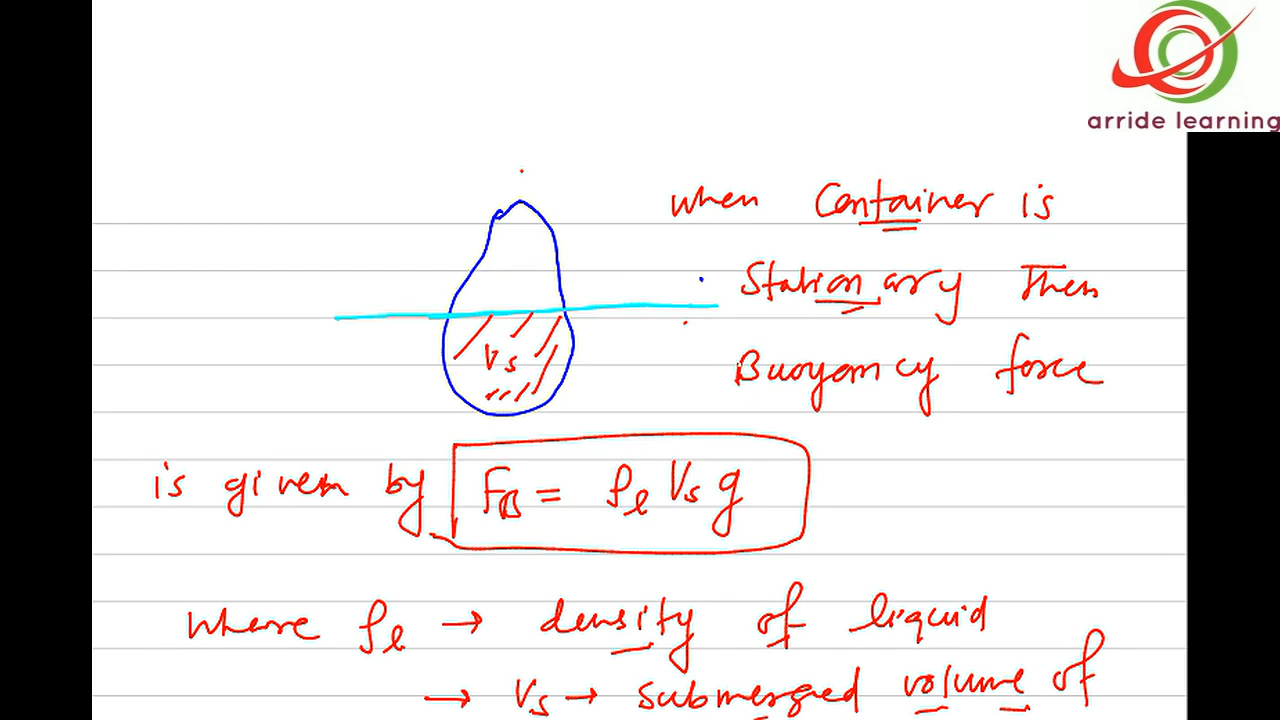 arride learning
when Container is
Stationary Then
Vs
Buoyancy force
is given by F_B = ρ_l V_s g
where ρ_l → density of liquid
→ V_s → submerged volume of